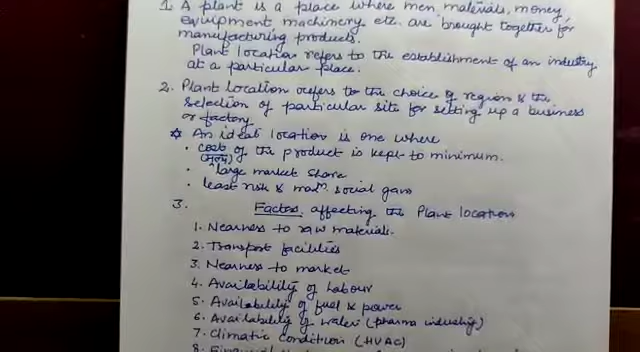 1. A plant is a place where men, materials, money,
equipment machinery etc. are brought together for
manufacturing products.
Plant location refers to the establishment of an industry
at a particular place.
2. Plant location refers to the choice of region & the
selection of particular site for setting up a business
or factory
☆ An ideal location is one where
• cost of the product is kept to minimum.
(मूल्य)
• large market share
• least risk & maxm social gain
3. Factors affecting the Plant location
1. Nearness to raw materials.
2. Transport facilities
3. Nearness to market
4. Availability of Labour
5. Availability of fuel & power
6. Availability of water (pharma industry)
7. Climatic condition (HVAC)
8.